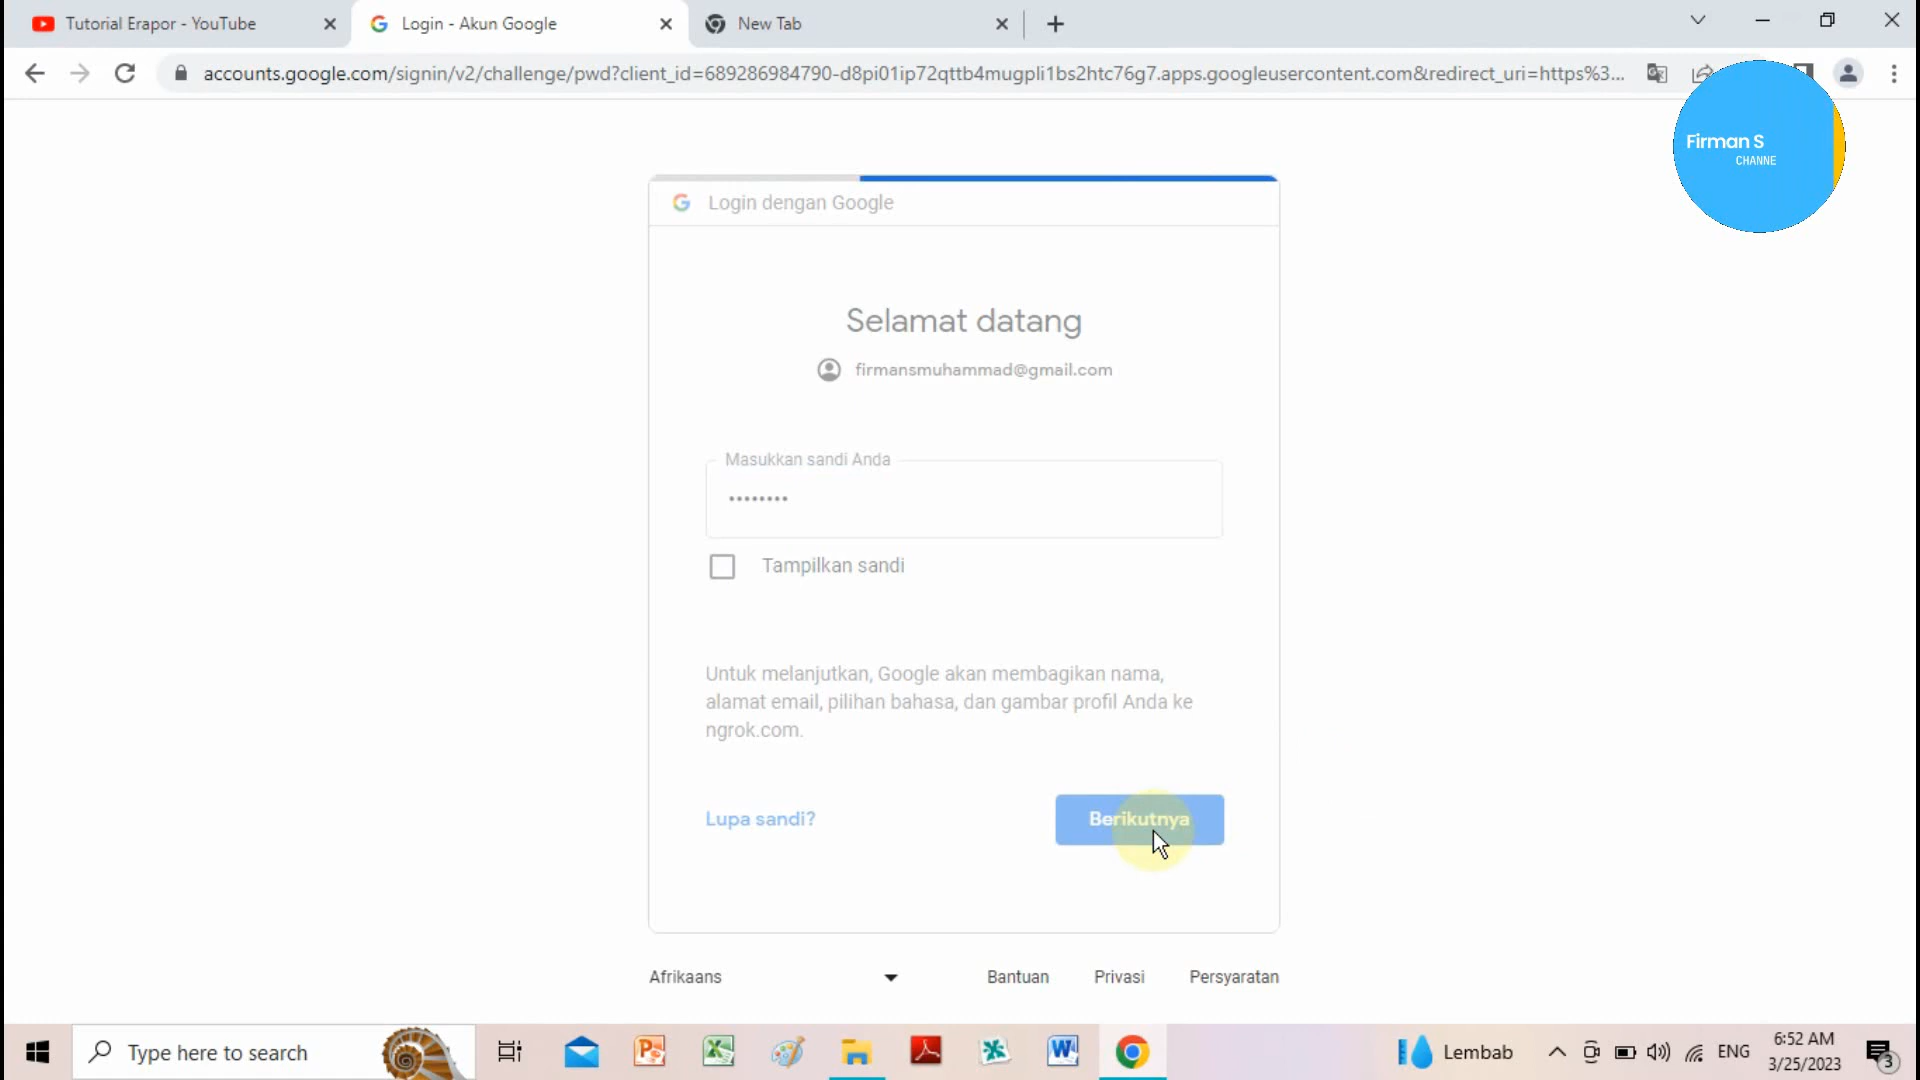 Tutorial Erapor - YouTube
Login - Akun Google
New Tab
accounts.google.com/signin/v2/challenge/pwd?client_id=689286984790-d8pi01ip72qttb4mugpli1bs2htc76g7.apps.googleusercontent.com&redirect_uri=https%3...
Firman S
CHANNE
Login dengan Google
Selamat datang
firmansmuhammad@gmail.com
Masukkan sandi Anda
••••••••
Tampilkan sandi
Untuk melanjutkan, Google akan membagikan nama,
alamat email, pilihan bahasa, dan gambar profil Anda ke
ngrok.com.
Lupa sandi?
Berikutnya
Afrikaans
Bantuan
Privasi
Persyaratan
Type here to search
Lembab
ENG
6:52 AM
3/25/2023
3